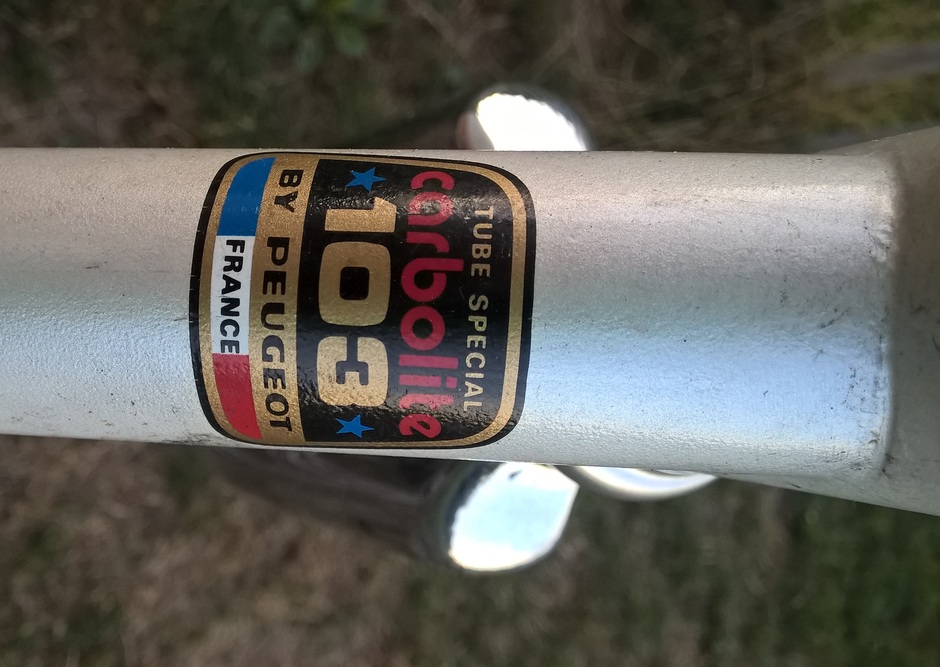 TUBE SPECIAL
carbolite
103
BY PEUGEOT
FRANCE